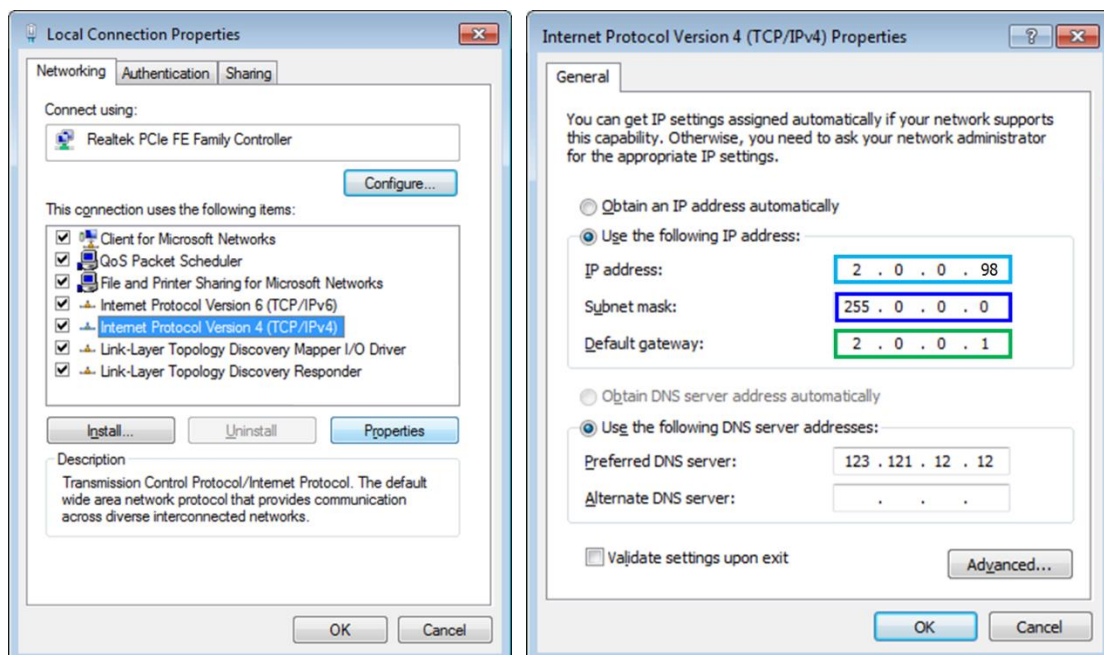 Local Connection Properties
Networking
Authentication
Sharing
Connect using:
Realtek PCIe FE Family Controller
Configure...
This connection uses the following items:
Client for Microsoft Networks
QoS Packet Scheduler
File and Printer Sharing for Microsoft Networks
Internet Protocol Version 6 (TCP/IPv6)
Internet Protocol Version 4 (TCP/IPv4)
Link-Layer Topology Discovery Mapper I/O Driver
Link-Layer Topology Discovery Responder
Install...
Uninstall
Properties
Description
Transmission Control Protocol/Internet Protocol. The default
wide area network protocol that provides communication
across diverse interconnected networks.
OK
Cancel
Internet Protocol Version 4 (TCP/IPv4) Properties
General
You can get IP settings assigned automatically if your network supports
this capability. Otherwise, you need to ask your network administrator
for the appropriate IP settings.
Obtain an IP address automatically
Use the following IP address:
IP address: 2 . 0 . 0 . 98
Subnet mask: 255 . 0 . 0 . 0
Default gateway: 2 . 0 . 0 . 1
Obtain DNS server address automatically
Use the following DNS server addresses:
Preferred DNS server: 123 . 121 . 12 . 12
Alternate DNS server: . . .
Validate settings upon exit
Advanced...
OK
Cancel